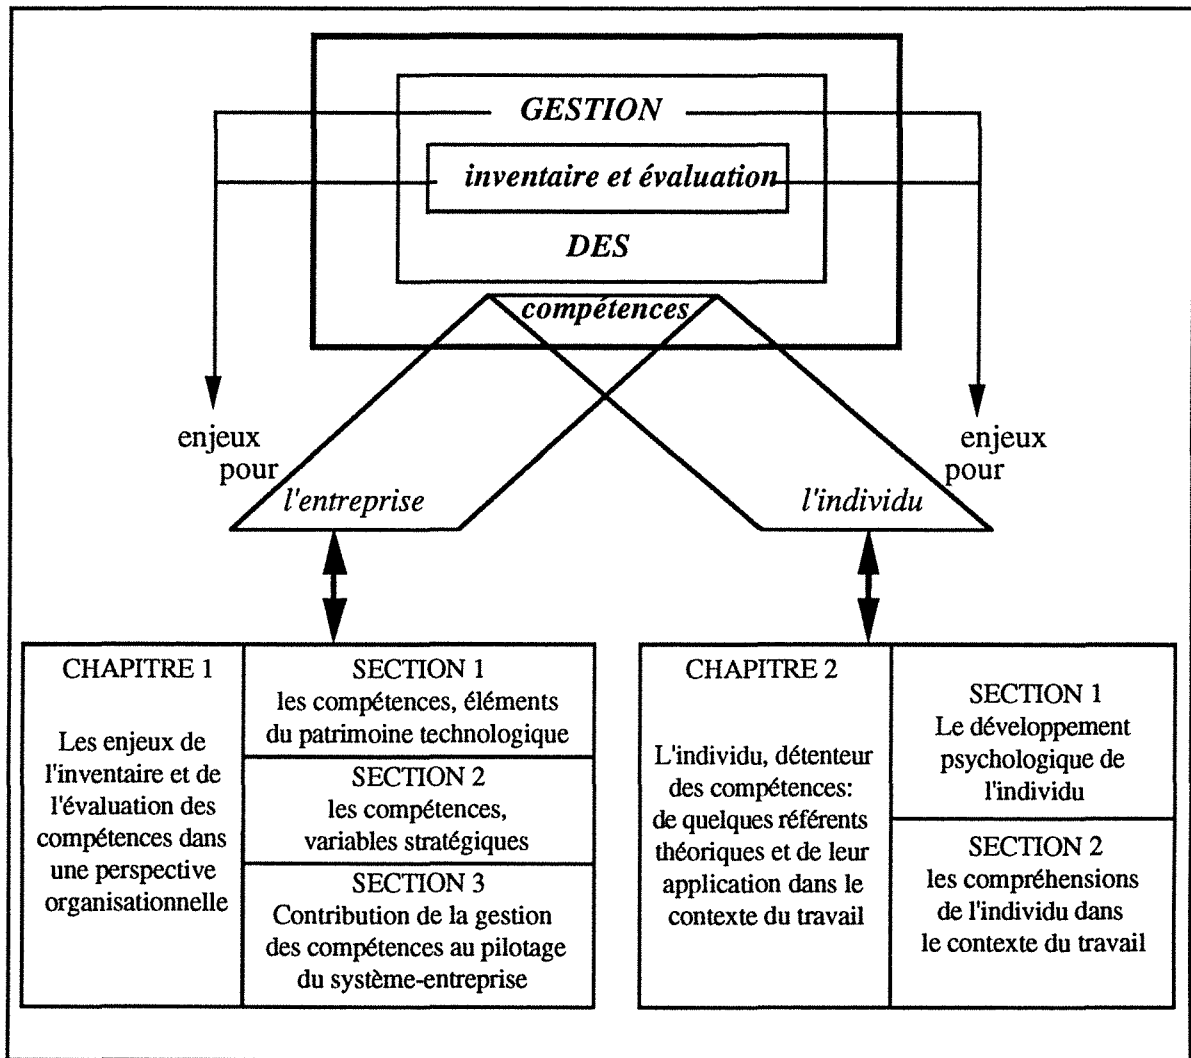 GESTION
inventaire et évaluation
DES
compétences
enjeux
pour
l'entreprise
enjeux
pour
l'individu
CHAPITRE 1
Les enjeux de
l'inventaire et de
l'évaluation des
compétences dans
une perspective
organisationnelle
SECTION 1
les compétences, éléments
du patrimoine technologique
SECTION 2
les compétences,
variables stratégiques
SECTION 3
Contribution de la gestion
des compétences au pilotage
du système-entreprise
CHAPITRE 2
L'individu, détenteur
des compétences:
de quelques référents
théoriques et de leur
application dans le
contexte du travail
SECTION 1
Le développement
psychologique de
l'individu
SECTION 2
les compréhensions
de l'individu dans
le contexte du travail